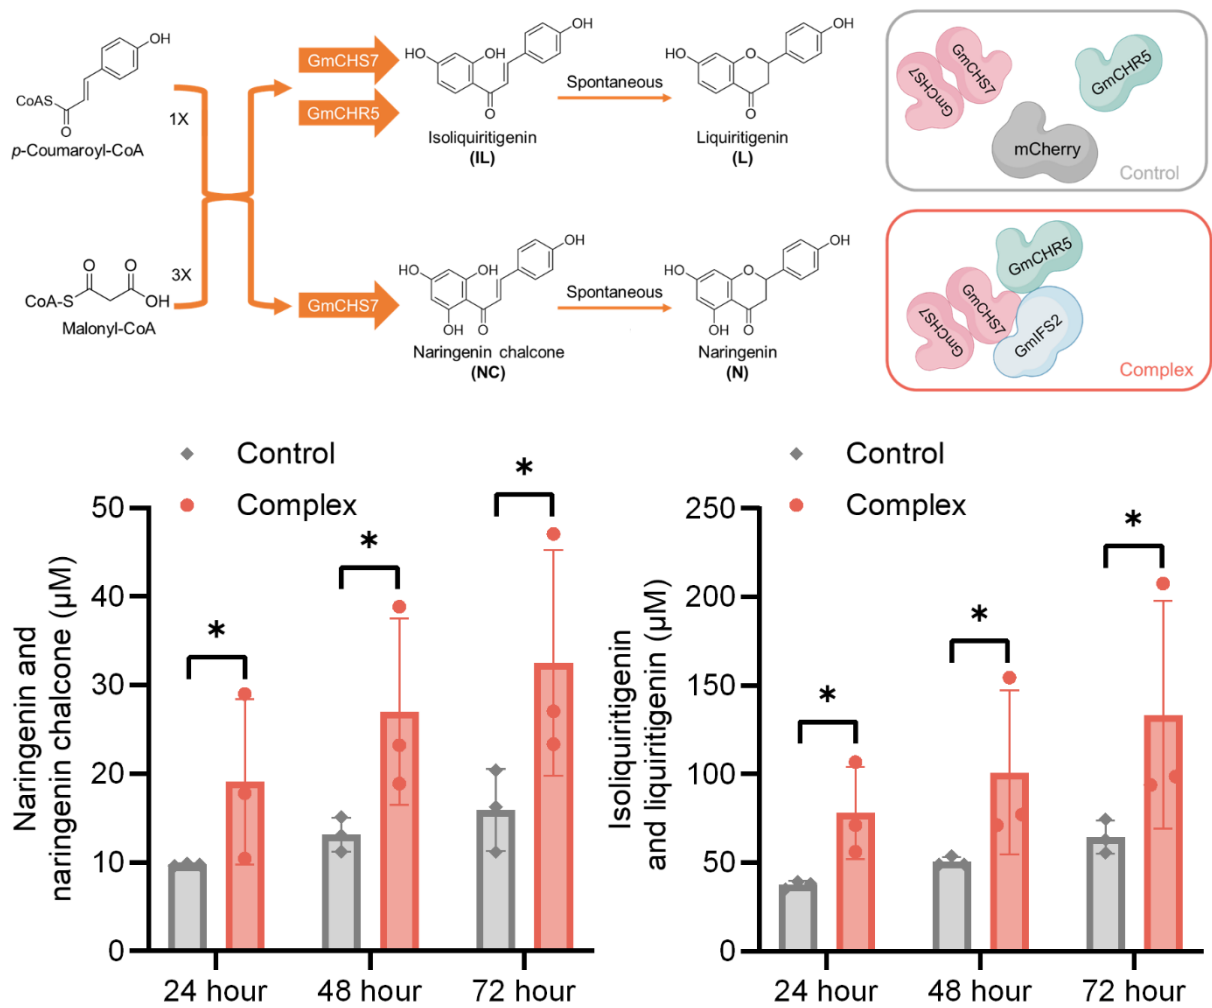 OH
CoAS
O
p-Coumaroyl-CoA
1X
GmCHS7
GmCHR5
HO
OH
OH
O
Isoliquiritigenin
(IL)
Spontaneous
HO
O
OH
O
Liquiritigenin
(L)
GmCHS7
GmCHS7
GmCHR5
mCherry
Control
O
O
CoA-S
OH
Malonyl-CoA
3X
GmCHS7
HO
OH
OH
OH
O
Naringenin chalcone
(NC)
Spontaneous
HO
O
OH
OH
O
Naringenin
(N)
GmCHR5
GmCHS7
GmCHS7
GmIFS2
Complex
Control
Complex
Naringenin and
naringenin chalcone (µM)
50
40
30
20
10
0
*
*
*
24 hour
48 hour
72 hour
Control
Complex
Isoliquiritigenin
and liquiritigenin (µM)
250
200
150
100
50
0
*
*
*
24 hour
48 hour
72 hour